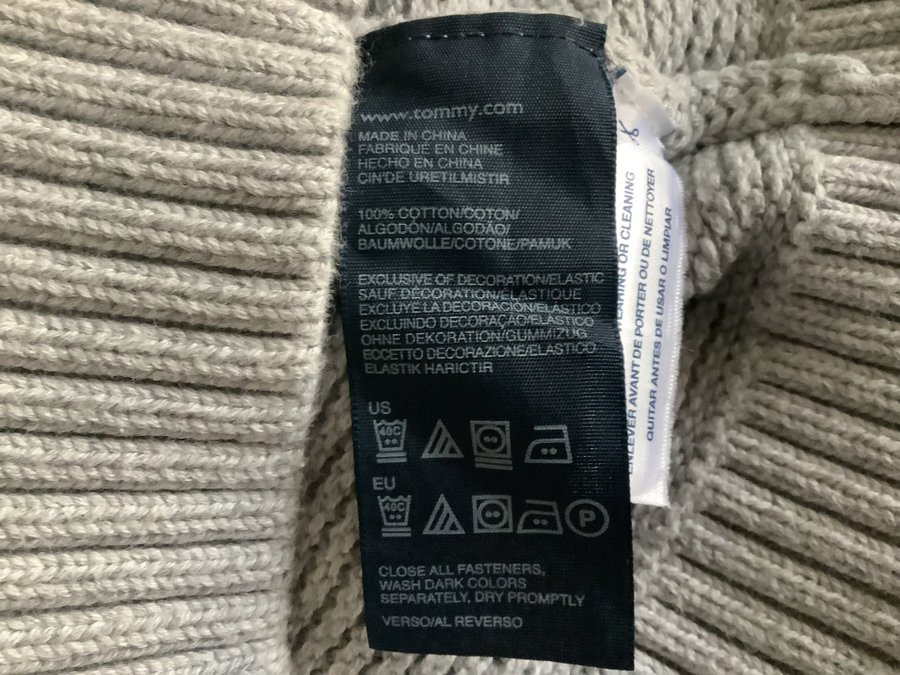 www.tommy.com
MADE IN CHINA
FABRIQUÉ EN CHINE
HECHO EN CHINA
CIN'DE URETILMISTIR
100% COTTON/COTON/
ALGODÓN/ALGODÃO/
BAUMWOLLE/COTONE/PAMUK
EXCLUSIVE OF DECORATION/ELASTIC
SAUF DÉCORATION/ÉLASTIQUE
EXCLUYE LA DECORACIÓN/ELÁSTICO
EXCLUINDO DECORAÇÃO/ELÁSTICO
OHNE DEKORATION/GUMMIZUG
ECCETTO DECORAZIONE/ELASTICO
ELASTIK HARICTIR
US
40C
EU
40C
P
CLOSE ALL FASTENERS,
WASH DARK COLORS
SEPARATELY, DRY PROMPTLY
VERSO/AL REVERSO
OR CLEANING
ENLEVER AVANT DE PORTER OU DE NETTOYER
QUITAR ANTES DE USAR O LIMPIAR